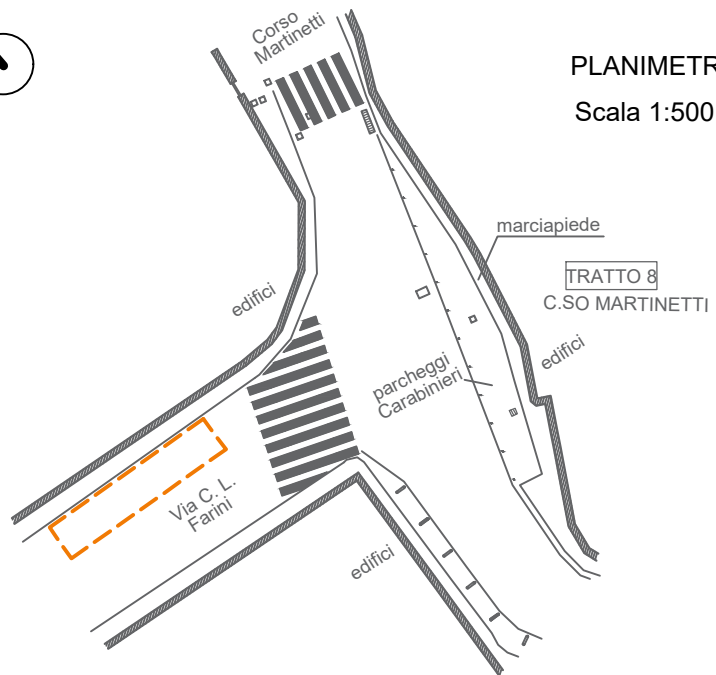 Corso
Martinetti
PLANIMETR
Scala 1:500
marciapiede
TRATTO 8
C.SO MARTINETTI
edifici
edifici
parcheggi
Carabinieri
Via C. L.
Farini
edifici